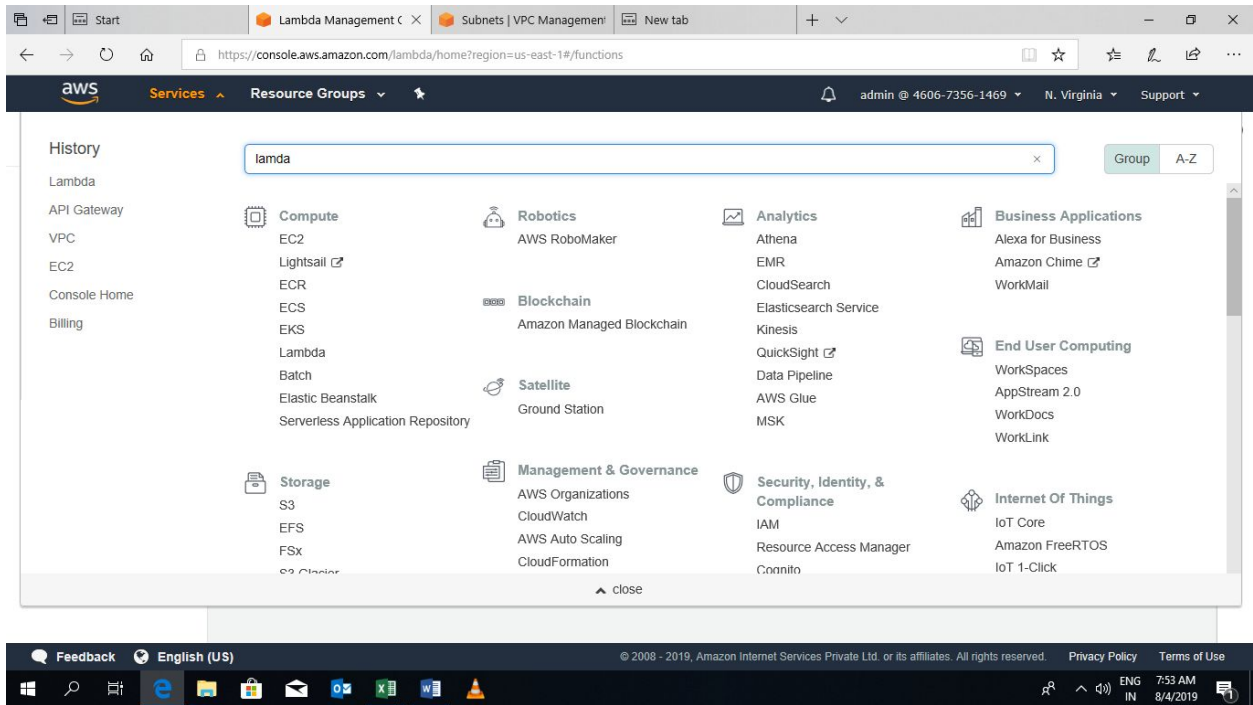 Start
Lambda Management C
Subnets | VPC Management
New tab
https://console.aws.amazon.com/lambda/home?region=us-east-1#/functions
aws
Services
Resource Groups
admin @ 4606-7356-1469
N. Virginia
Support
History
Lambda
API Gateway
VPC
EC2
Console Home
Billing
lamda
Group
A-Z
Compute
EC2
Lightsail
ECR
ECS
EKS
Lambda
Batch
Elastic Beanstalk
Serverless Application Repository
Storage
S3
EFS
FSx
S3 Glacier
Robotics
AWS RoboMaker
Blockchain
Amazon Managed Blockchain
Satellite
Ground Station
Management & Governance
AWS Organizations
CloudWatch
AWS Auto Scaling
CloudFormation
Analytics
Athena
EMR
CloudSearch
Elasticsearch Service
Kinesis
QuickSight
Data Pipeline
AWS Glue
MSK
Security, Identity, &
Compliance
IAM
Resource Access Manager
Cognito
Business Applications
Alexa for Business
Amazon Chime
WorkMail
End User Computing
WorkSpaces
AppStream 2.0
WorkDocs
WorkLink
Internet Of Things
IoT Core
Amazon FreeRTOS
IoT 1-Click
close
Feedback
English (US)
© 2008 - 2019, Amazon Internet Services Private Ltd. or its affiliates. All rights reserved.
Privacy Policy
Terms of Use
ENG
IN
7:53 AM
8/4/2019
1